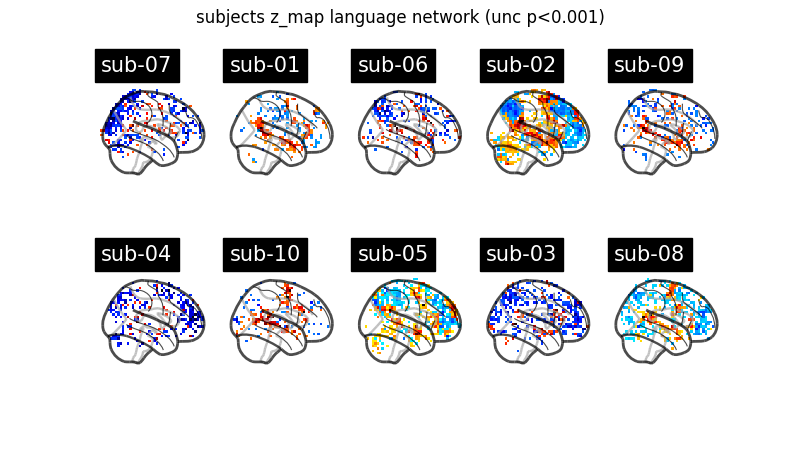 subjects z_map language network (unc p<0.001)
sub-07
sub-01
sub-06
sub-02
sub-09
sub-04
sub-10
sub-05
sub-03
sub-08